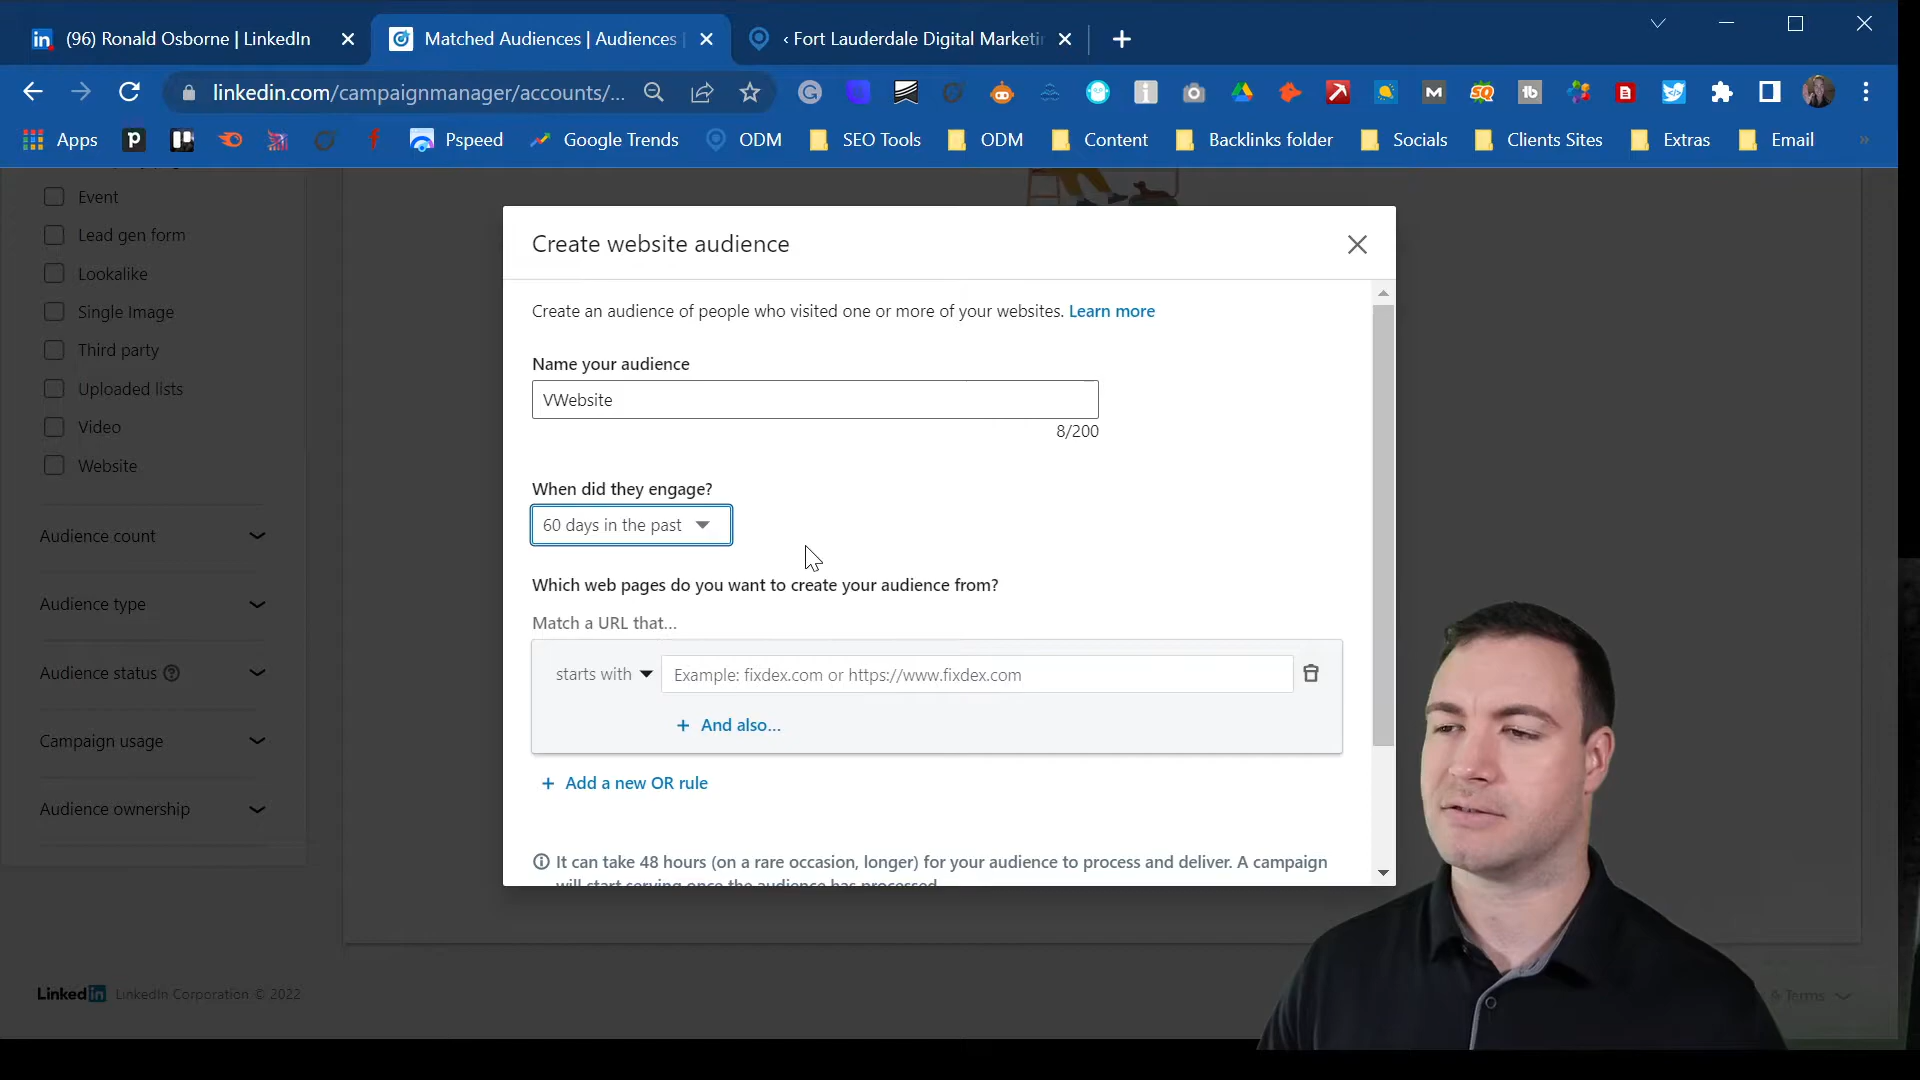 (96) Ronald Osborne | LinkedIn
Matched Audiences | Audiences |
‹ Fort Lauderdale Digital Marketi
linkedin.com/campaignmanager/accounts/...
Apps
Pspeed
Google Trends
ODM
SEO Tools
ODM
Content
Backlinks folder
Socials
Clients Sites
Extras
Email
Event
Lead gen form
Lookalike
Single Image
Third party
Uploaded lists
Video
Website
Audience count
Audience type
Audience status
Campaign usage
Audience ownership
Create website audience
Create an audience of people who visited one or more of your websites. Learn more
Name your audience
VWebsite
8/200
When did they engage?
60 days in the past
Which web pages do you want to create your audience from?
Match a URL that...
starts with
Example: fixdex.com or https://www.fixdex.com
+ And also...
+ Add a new OR rule
It can take 48 hours (on a rare occasion, longer) for your audience to process and deliver. A campaign
will start serving once the audience has processed
LinkedIn LinkedIn Corporation © 2022
& Terms